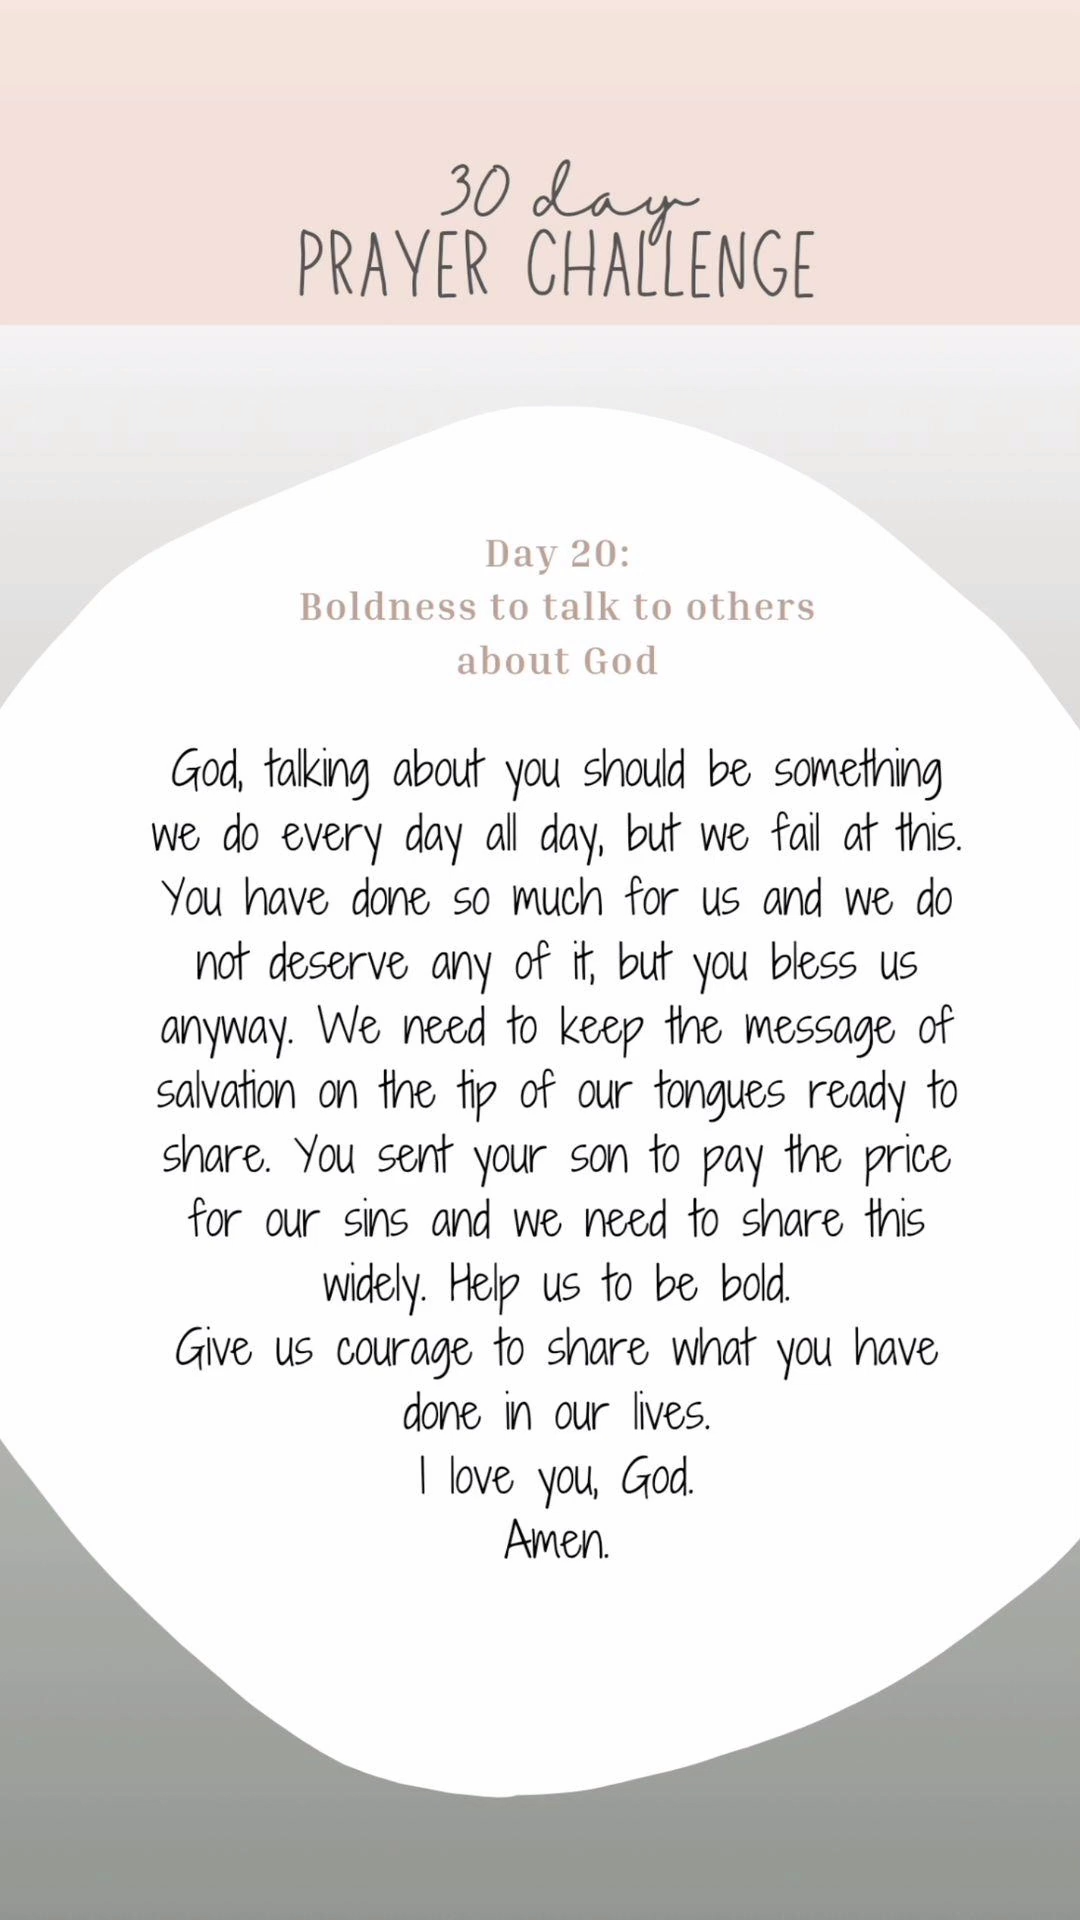 30 day
PRAYER CHALLENGE
Day 20:
Boldness to talk to others
about God
God, talking about you should be something
we do every day all day, but we fail at this.
You have done so much for us and we do
not deserve any of it, but you bless us
anyway. We need to keep the message of
salvation on the tip of our tongues ready to
share. You sent your son to pay the price
for our sins and we need to share this
widely. Help us to be bold.
Give us courage to share what you have
done in our lives.
I love you, God.
Amen.